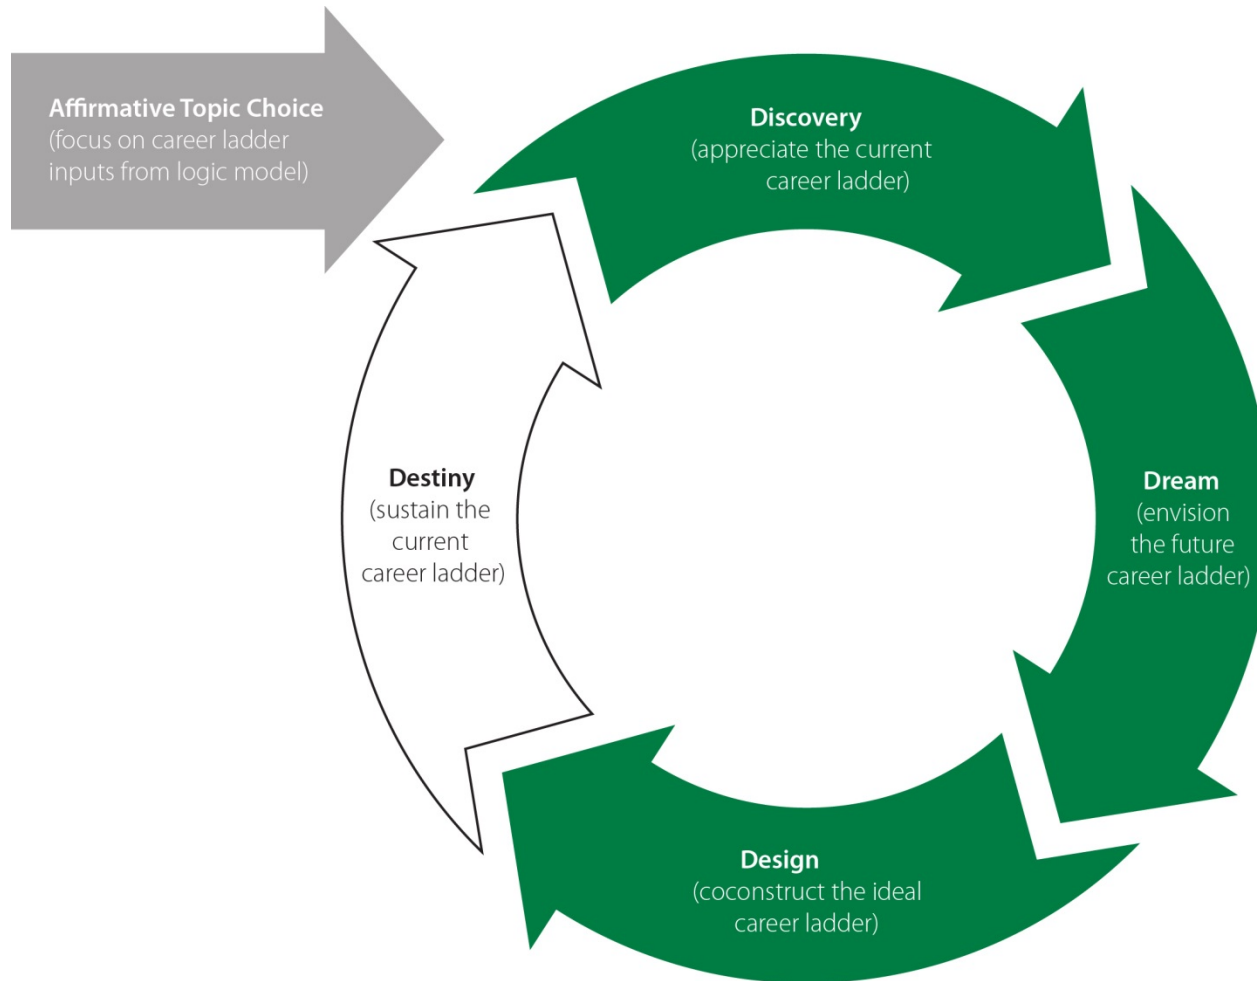 Affirmative Topic Choice
(focus on career ladder
inputs from logic model)
Discovery
(appreciate the current
career ladder)
Dream
(envision
the future
career ladder)
Design
(coconstruct the ideal
career ladder)
Destiny
(sustain the
current
career ladder)